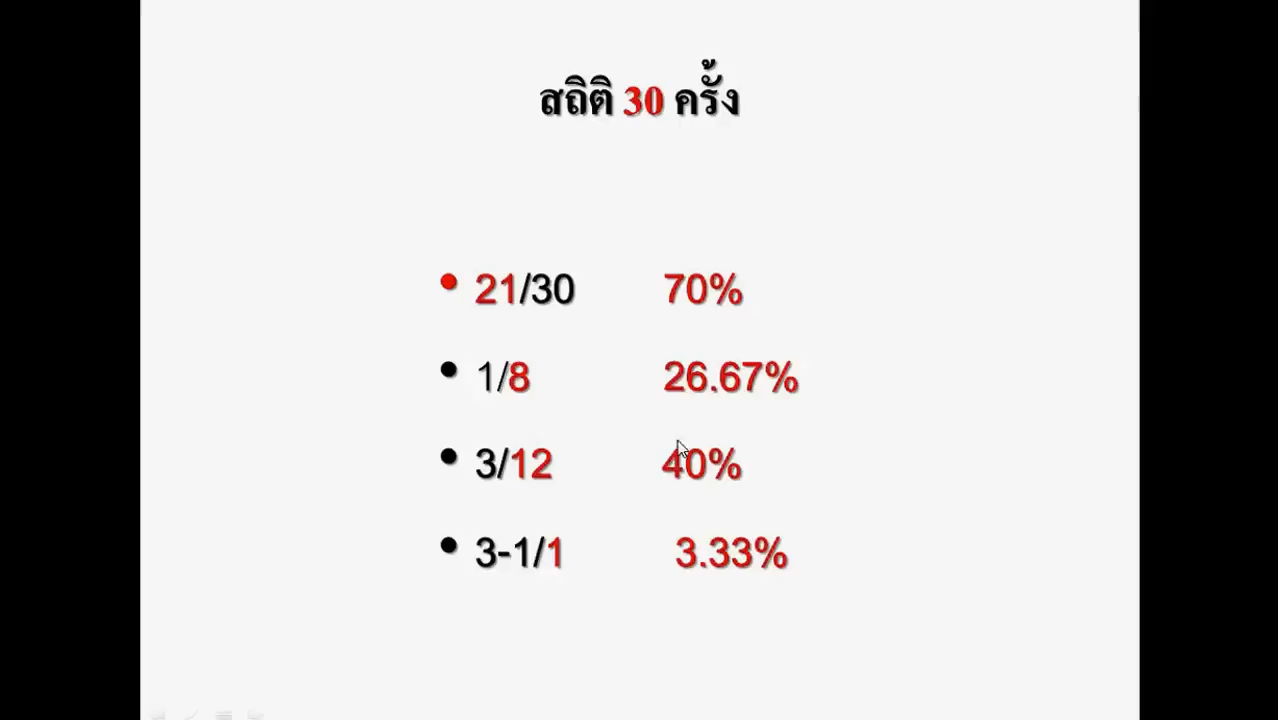 สถิติ 30 ครั้ง
• 21/30 70%
• 1/8 26.67%
• 3/12 40%
• 3-1/1 3.33%